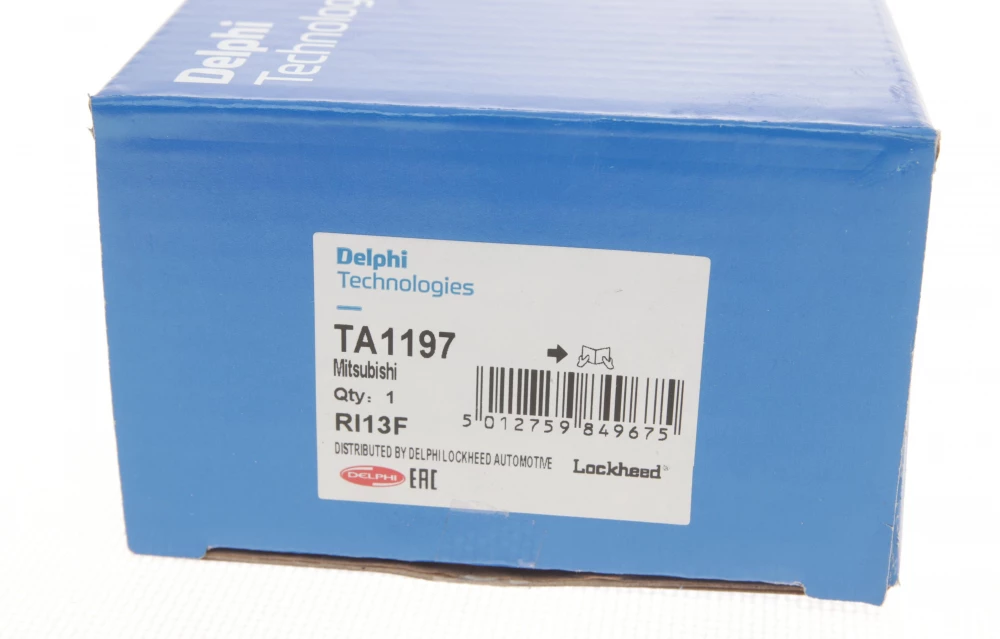 Delphi
Technolog
Delphi
Technologies
TA1197
Mitsubishi
Qty: 1
RI13F
5 012759 849675
DISTRIBUTED BY DELPHI LOCKHEED AUTOMOTIVE
Lockheed
DELPHI EAC